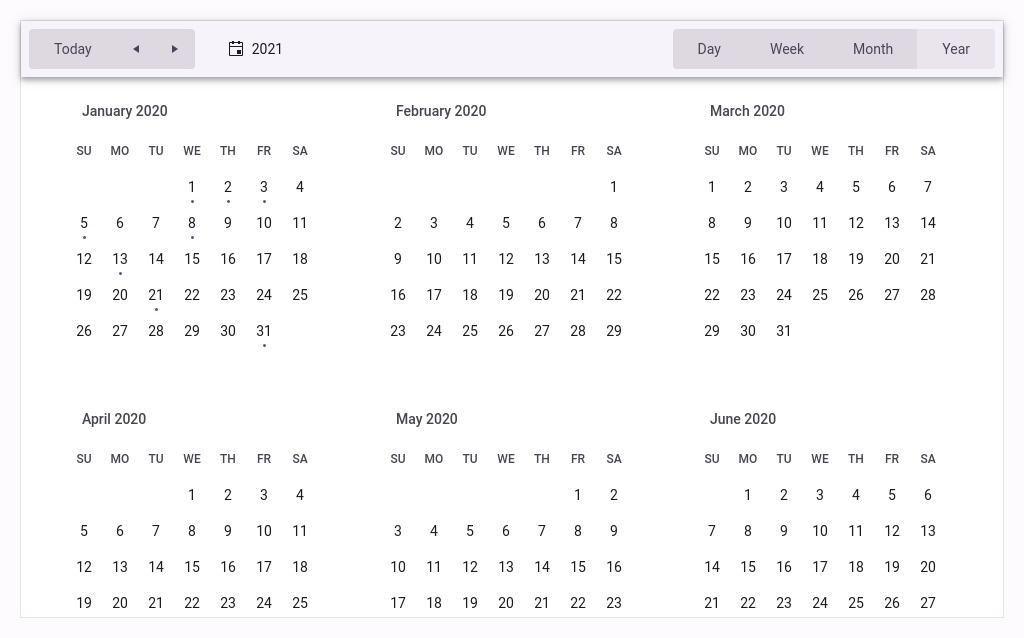 Today 2021 Day Week Month Year
January 2020 February 2020 March 2020
SU MO TU WE TH FR SA SU MO TU WE TH FR SA SU MO TU WE TH FR SA
1 2 3 4 1 1 2 3 4 5 6 7
5 6 7 8 9 10 11 2 3 4 5 6 7 8 8 9 10 11 12 13 14
12 13 14 15 16 17 18 9 10 11 12 13 14 15 15 16 17 18 19 20 21
19 20 21 22 23 24 25 16 17 18 19 20 21 22 22 23 24 25 26 27 28
26 27 28 29 30 31 23 24 25 26 27 28 29 29 30 31
April 2020 May 2020 June 2020
SU MO TU WE TH FR SA SU MO TU WE TH FR SA SU MO TU WE TH FR SA
1 2 3 4 1 2 1 2 3 4 5 6
5 6 7 8 9 10 11 3 4 5 6 7 8 9 7 8 9 10 11 12 13
12 13 14 15 16 17 18 10 11 12 13 14 15 16 14 15 16 17 18 19 20
19 20 21 22 23 24 25 17 18 19 20 21 22 23 21 22 23 24 25 26 27